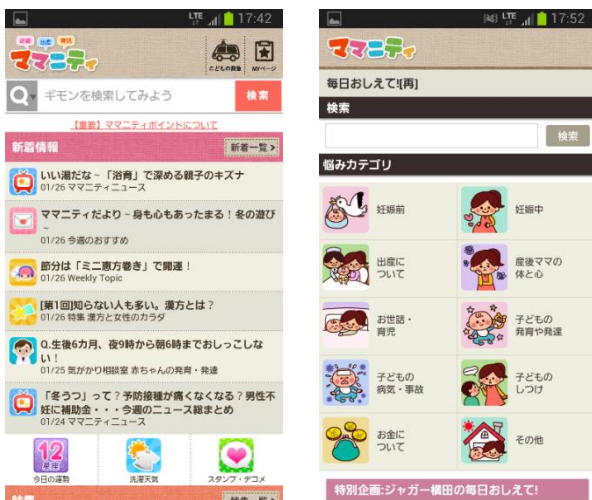 LTE 17:42
妊娠 出産 育児
ママニティ
こどもの救急
MYページ
ギモンを検索してみよう
検索
【重要】ママニティポイントについて
新着情報
新着一覧>
いい湯だな~「浴育」で深める親子のキズナ
01/26 ママニティニュース
ママニティだより~身も心もあったまる!冬の遊び
~
01/26 今週のおすすめ
節分は「ミニ恵方巻き」で開運!
01/26 Weekly Topic
[第1回]知らない人も多い。漢方とは?
01/26 特集 漢方と女性のカラダ
Q.生後6カ月、夜9時から朝6時までおしっこしな
い!
01/25 気がかり相談室 赤ちゃんの発育・発達
「冬うつ」って?予防接種が痛くなくなる?男性不
妊に補助金・・・今週のニュース総まとめ
01/24 ママニティニュース
12
星座
今日の運勢
洗濯天気
スタンプ・デコメ
特集
特集一覧>
LTE 17:52
ママニティ
毎日おしえて![再]
検索
検索
悩みカテゴリ
妊娠前
妊娠中
出産に
ついて
産後ママの
体と心
お世話・
育児
子どもの
発育や発達
子どもの
病気・事故
子どもの
しつけ
お金に
ついて
その他
特別企画:ジャガー横田の毎日おしえて!